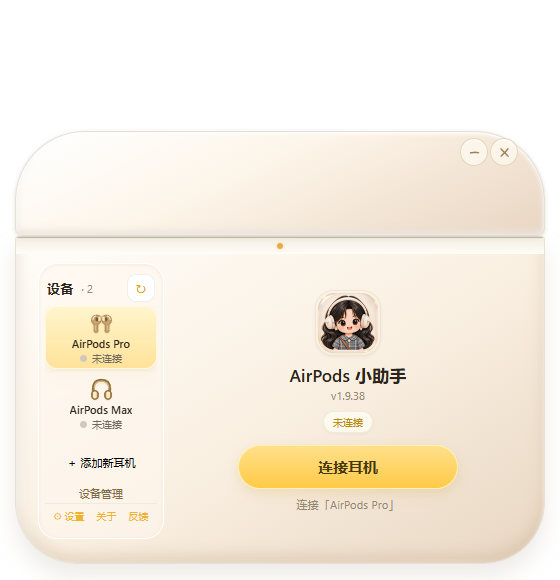 设备 · 2
AirPods Pro
未连接
AirPods Max
未连接
+ 添加新耳机
设备管理
设置 关于 反馈
AirPods 小助手
v1.9.38
未连接
连接耳机
连接「AirPods Pro」